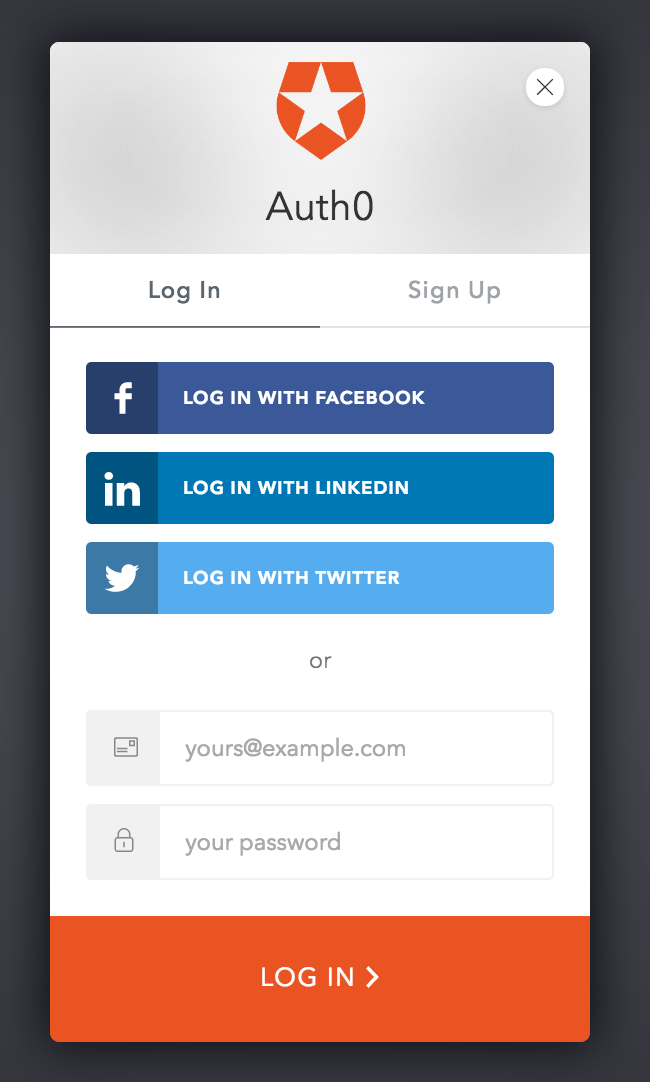 Auth0
Log In
Sign Up
LOG IN WITH FACEBOOK
LOG IN WITH LINKEDIN
LOG IN WITH TWITTER
or
yours@example.com
your password
LOG IN